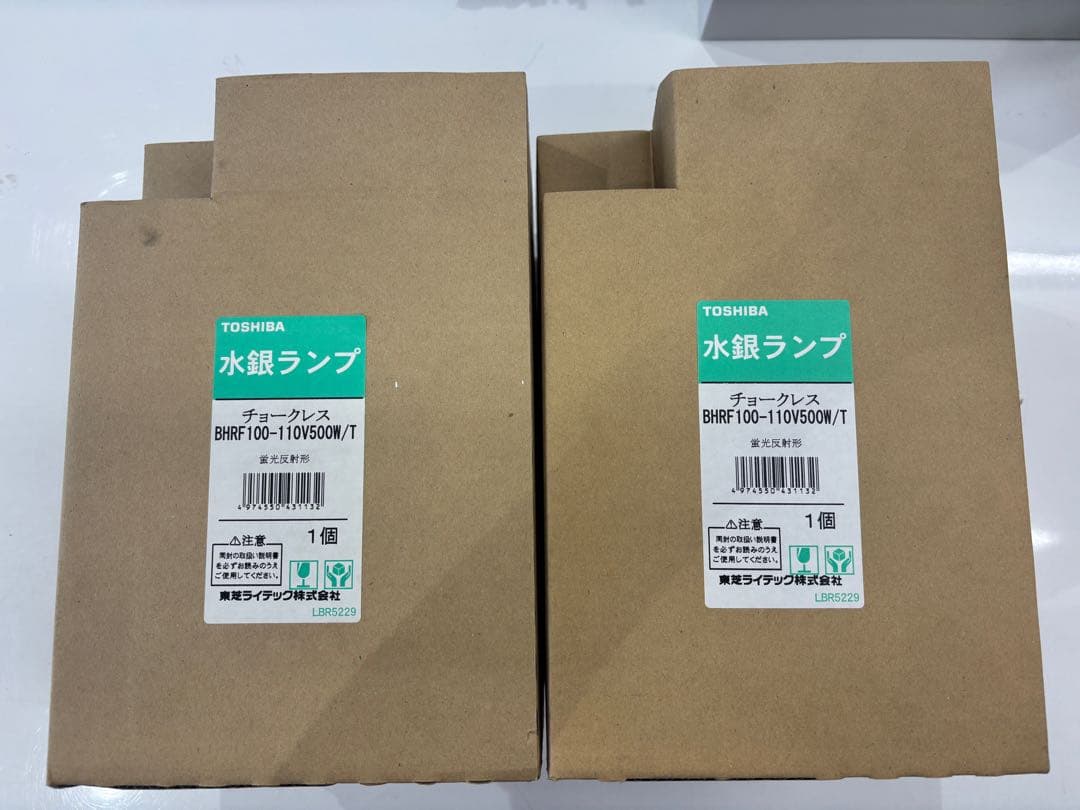 TOSHIBA
水銀ランプ
チョークレス
BHRF100-110V500W/T
蛍光反射形
4974550431132
1個
⚠注意
同封の取扱い説明書
を必ずお読みのうえ
ご使用してください。
東芝ライテック株式会社
LBR5229
TOSHIBA
水銀ランプ
チョークレス
BHRF100-110V500W/T
蛍光反射形
4974550431132
1個
⚠注意
同封の取扱い説明書
を必ずお読みのうえ
ご使用してください。
東芝ライテック株式会社
LBR5229